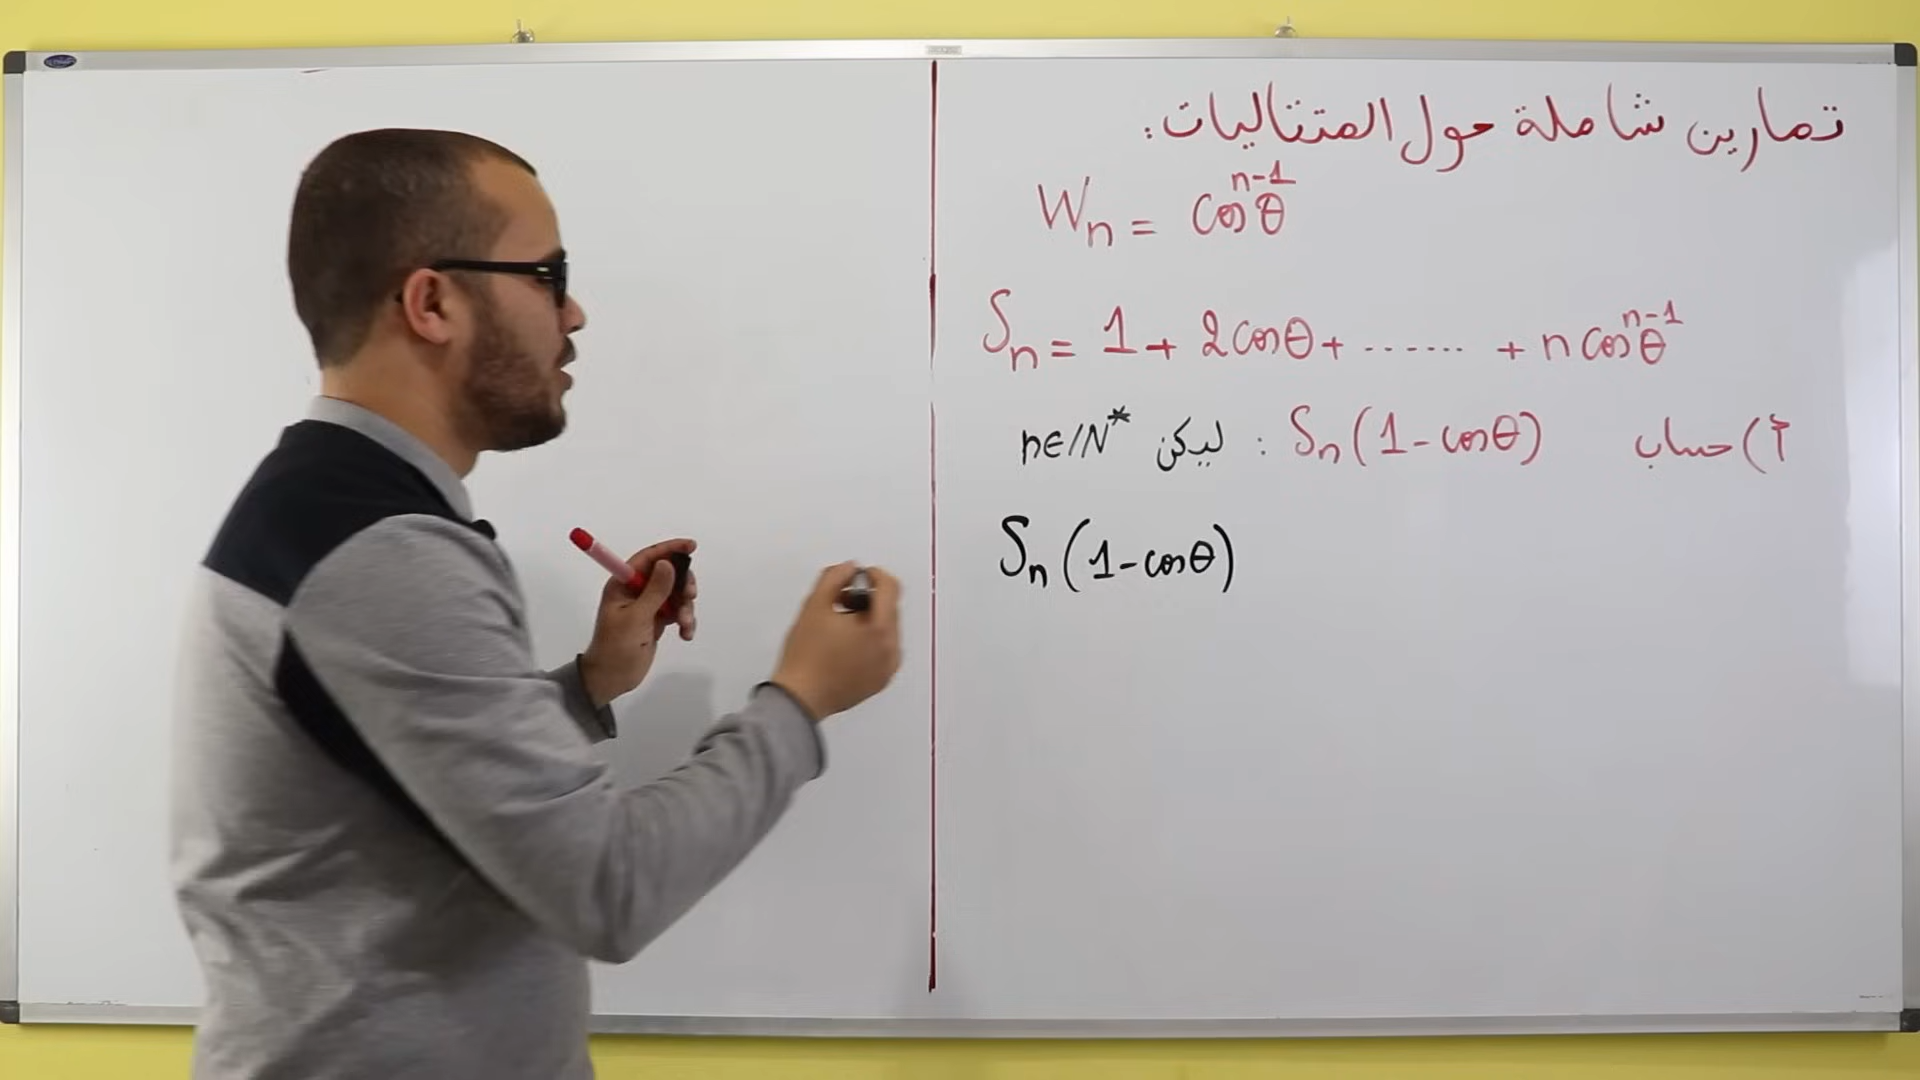 تمارين شاملة حول المتتاليات:
Wn = cos^{n-1}θ
Sn = 1 + 2cosθ + ....... + n cos^{n-1}θ
أ) حساب Sn(1-cosθ) : ليكن n∈IN*
Sn(1-cosθ)